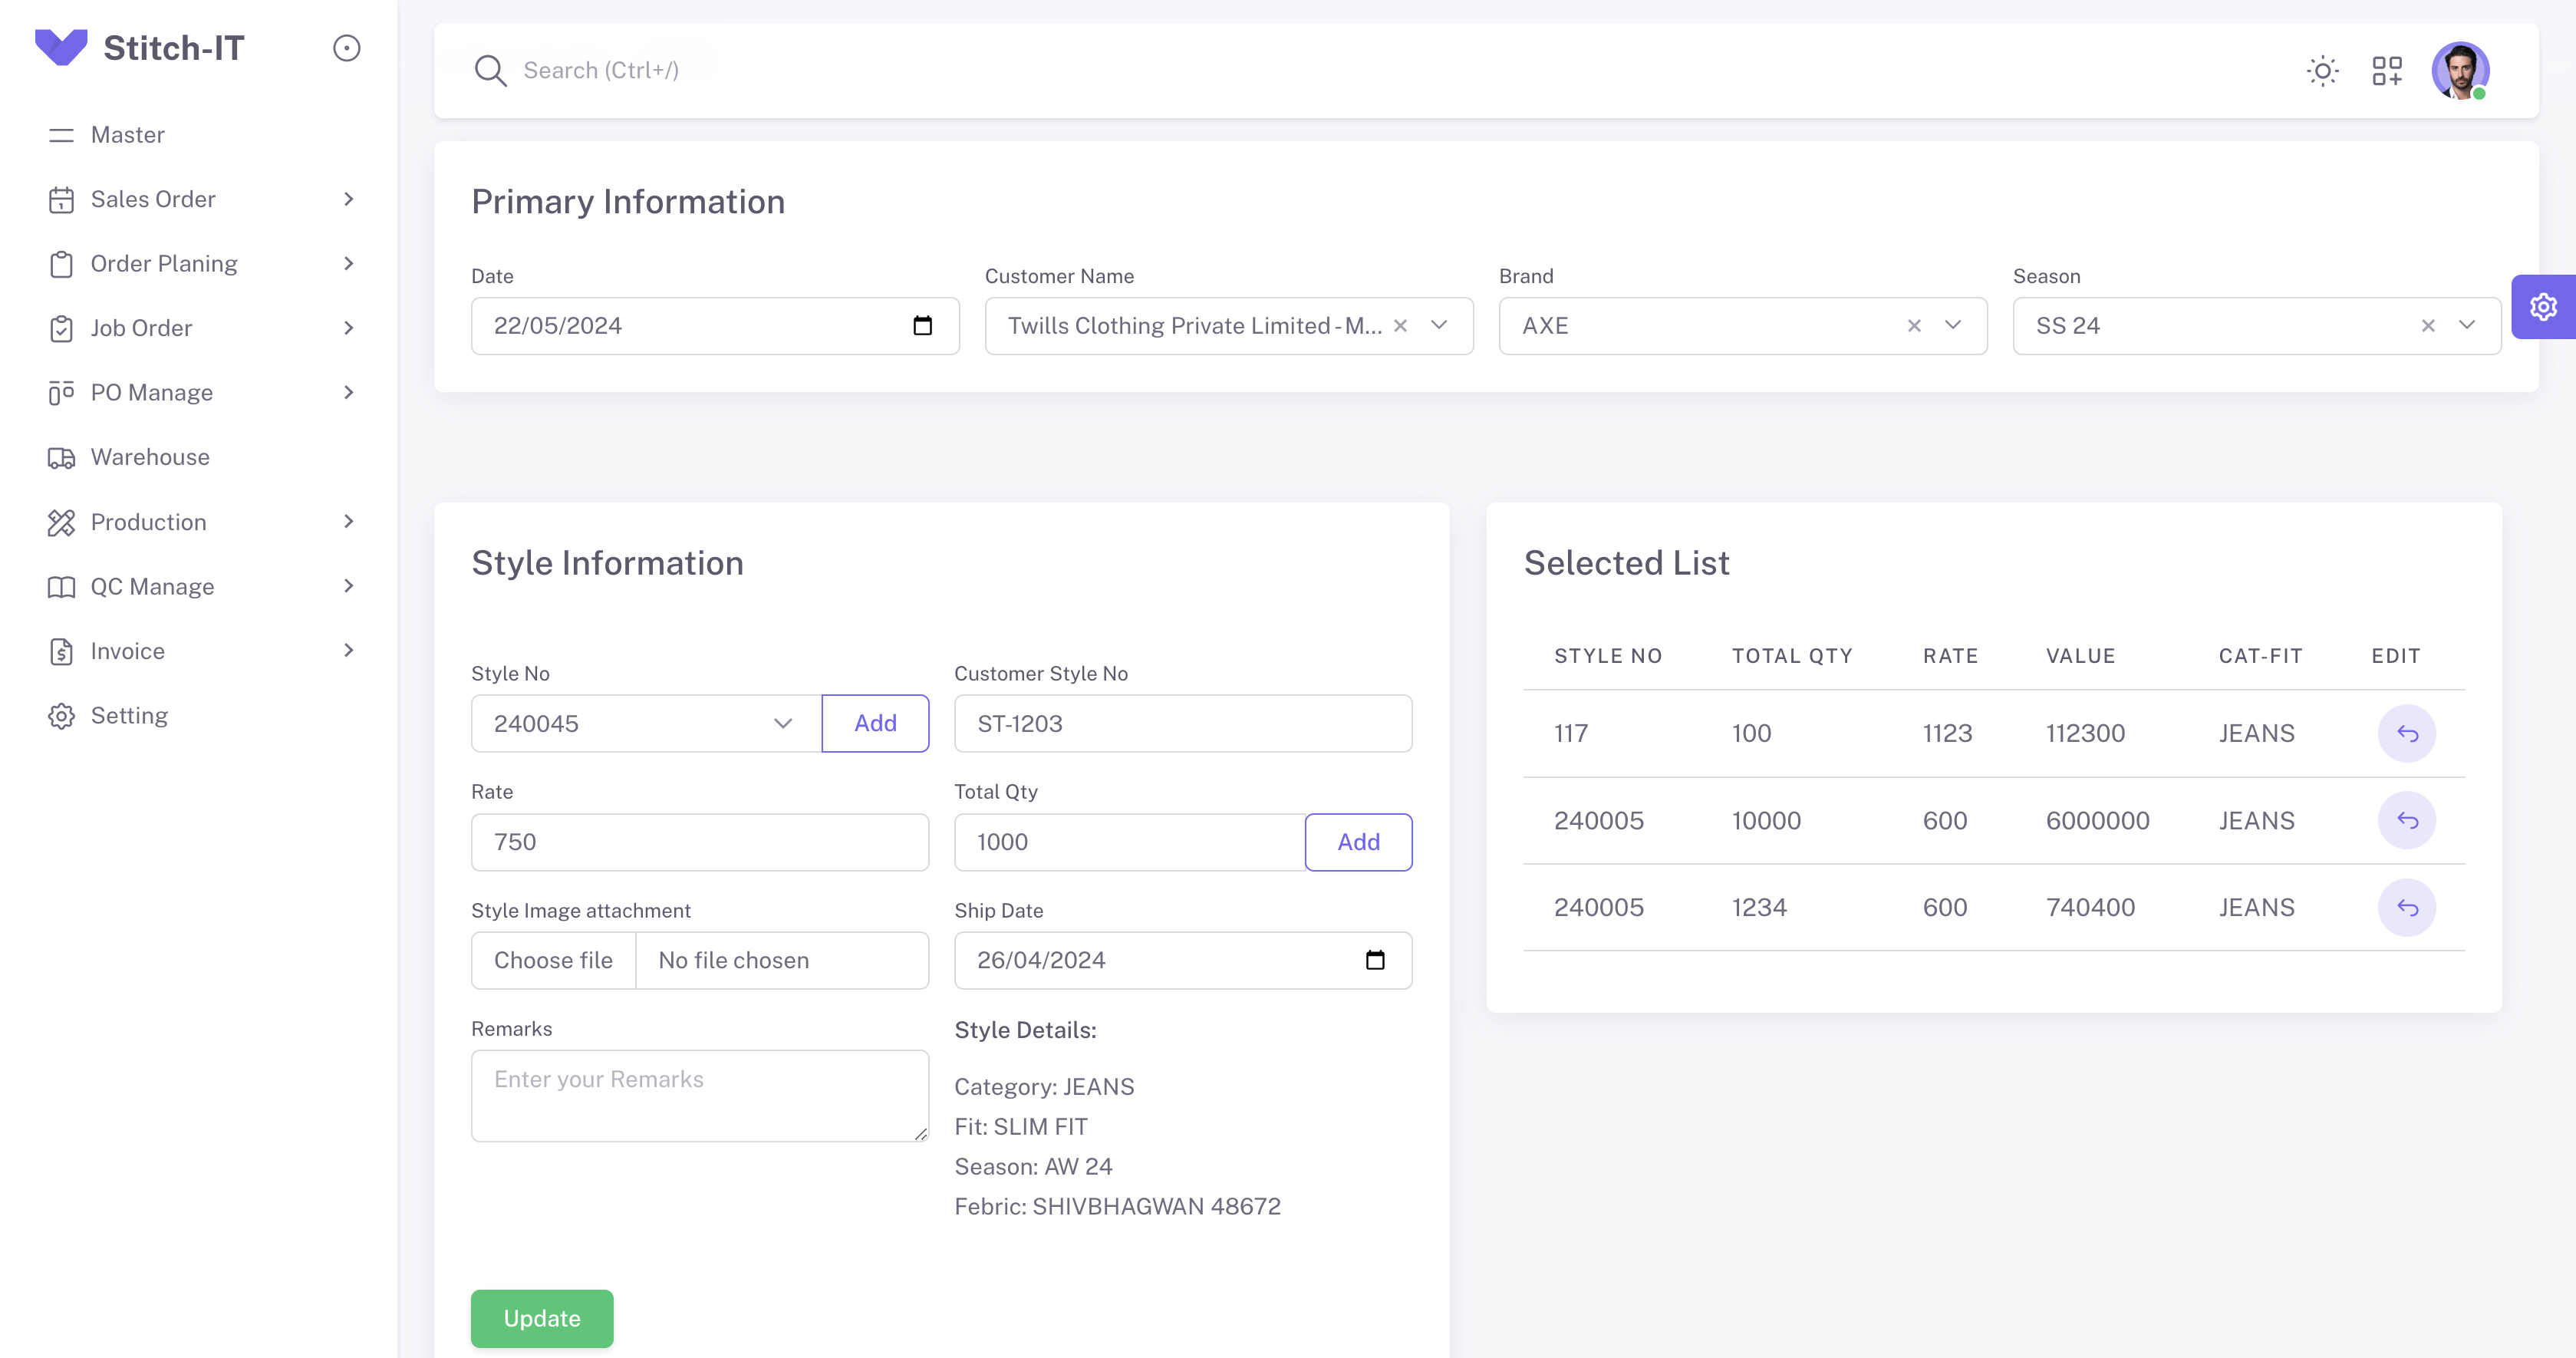 Stitch-IT
Master
Sales Order
Order Planing
Job Order
PO Manage
Warehouse
Production
QC Manage
Invoice
Setting
Search (Ctrl+/)
Primary Information
Date Customer Name Brand Season
22/05/2024 Twills Clothing Private Limited - M... AXE SS 24
Style Information
Style No Customer Style No
240045 Add ST-1203
Rate Total Qty
750 1000 Add
Style Image attachment Ship Date
Choose file No file chosen 26/04/2024
Remarks Style Details:
Enter your Remarks
Category: JEANS
Fit: SLIM FIT
Season: AW 24
Febric: SHIVBHAGWAN 48672
Update
Selected List
STYLE NO TOTAL QTY RATE VALUE CAT-FIT EDIT
117 100 1123 112300 JEANS
240005 10000 600 6000000 JEANS
240005 1234 600 740400 JEANS